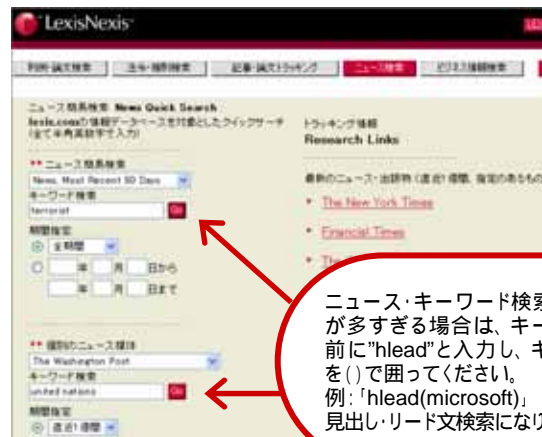 LexisNexis
ニュース検索
ニュース簡易検索 News Quick Search
lexis.comの情報データベースを対象としたクイックサーチ
(全て半角英数字で入力)
** ニュース簡易検索
News, Most Recent 90 Days
キーワード検索
terrorist
Go
期間指定
全期間
年 月 日から
年 月 日まで
** 個別のニュース媒体
The Washington Post
キーワード検索
united nations
Go
期間指定
直近1週間
トラッキング情報
Research Links
The New York Times
Financial Times
ニュース・キーワード検索
が多すぎる場合は、キー
前に"hlead"と入力し、キ
を()で囲ってください。
例:「hlead(microsoft)」
見出し・リード文検索になり